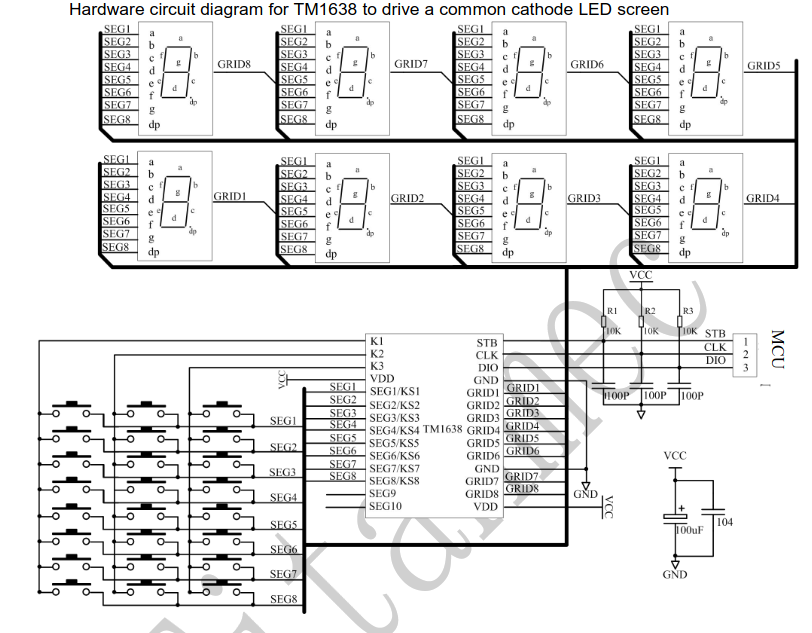 Hardware circuit diagram for TM1638 to drive a common cathode LED screen
SEG1 SEG2 SEG3 SEG4 SEG5 SEG6 SEG7 SEG8
a b c d e f g dp
a b c d e f g dp
GRID8
SEG1 SEG2 SEG3 SEG4 SEG5 SEG6 SEG7 SEG8
a b c d e f g dp
a b c d e f g dp
GRID7
SEG1 SEG2 SEG3 SEG4 SEG5 SEG6 SEG7 SEG8
a b c d e f g dp
a b c d e f g dp
GRID6
SEG1 SEG2 SEG3 SEG4 SEG5 SEG6 SEG7 SEG8
a b c d e f g dp
a b c d e f g dp
GRID5
SEG1 SEG2 SEG3 SEG4 SEG5 SEG6 SEG7 SEG8
a b c d e f g dp
a b c d e f g dp
GRID1
SEG1 SEG2 SEG3 SEG4 SEG5 SEG6 SEG7 SEG8
a b c d e f g dp
a b c d e f g dp
GRID2
SEG1 SEG2 SEG3 SEG4 SEG5 SEG6 SEG7 SEG8
a b c d e f g dp
a b c d e f g dp
GRID3
SEG1 SEG2 SEG3 SEG4 SEG5 SEG6 SEG7 SEG8
a b c d e f g dp
a b c d e f g dp
GRID4
VCC
R1 R2 R3
10K 10K 10K
STB 1
CLK 2
DIO 3
MCU
100P 100P 100P
K1 STB
K2 CLK
K3 DIO
VCC VDD GND
SEG1 SEG1/KS1 GRID1 GRID1
SEG2 SEG2/KS2 GRID2 GRID2
SEG3 SEG3/KS3 GRID3 GRID3
SEG4 SEG4/KS4 TM1638 GRID4 GRID4
SEG5 SEG5/KS5 GRID5 GRID5
SEG6 SEG6/KS6 GRID6 GRID6
SEG7 SEG7/KS7 GND
SEG8 SEG8/KS8 GRID7 GRID7
SEG9 GRID8 GRID8
SEG10 VDD VCC
GND
SEG1
SEG2
SEG3
SEG4
SEG5
SEG6
SEG7
SEG8
VCC
+
100uF 104
GND